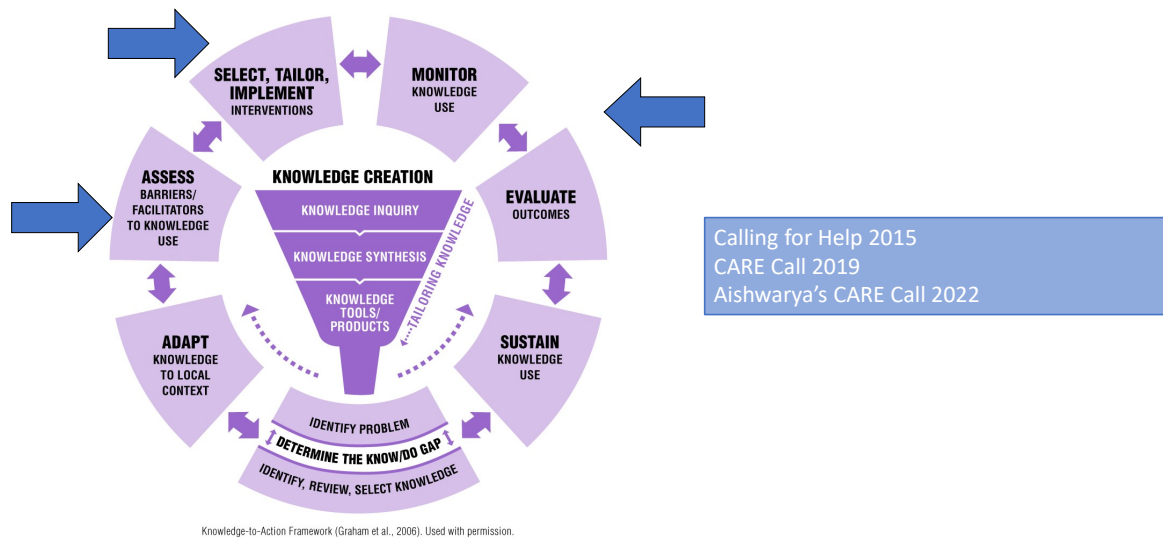 SELECT, TAILOR,
IMPLEMENT
INTERVENTIONS
MONITOR
KNOWLEDGE
USE
ASSESS
BARRIERS/
FACILITATORS
TO KNOWLEDGE
USE
KNOWLEDGE CREATION
KNOWLEDGE INQUIRY
KNOWLEDGE SYNTHESIS
KNOWLEDGE
TOOLS/
PRODUCTS
TAILORING KNOWLEDGE
EVALUATE
OUTCOMES
ADAPT
KNOWLEDGE
TO LOCAL
CONTEXT
SUSTAIN
KNOWLEDGE
USE
IDENTIFY PROBLEM
DETERMINE THE KNOW/DO GAP
IDENTIFY, REVIEW, SELECT KNOWLEDGE
Calling for Help 2015
CARE Call 2019
Aishwarya’s CARE Call 2022
Knowledge-to-Action Framework (Graham et al., 2006). Used with permission.